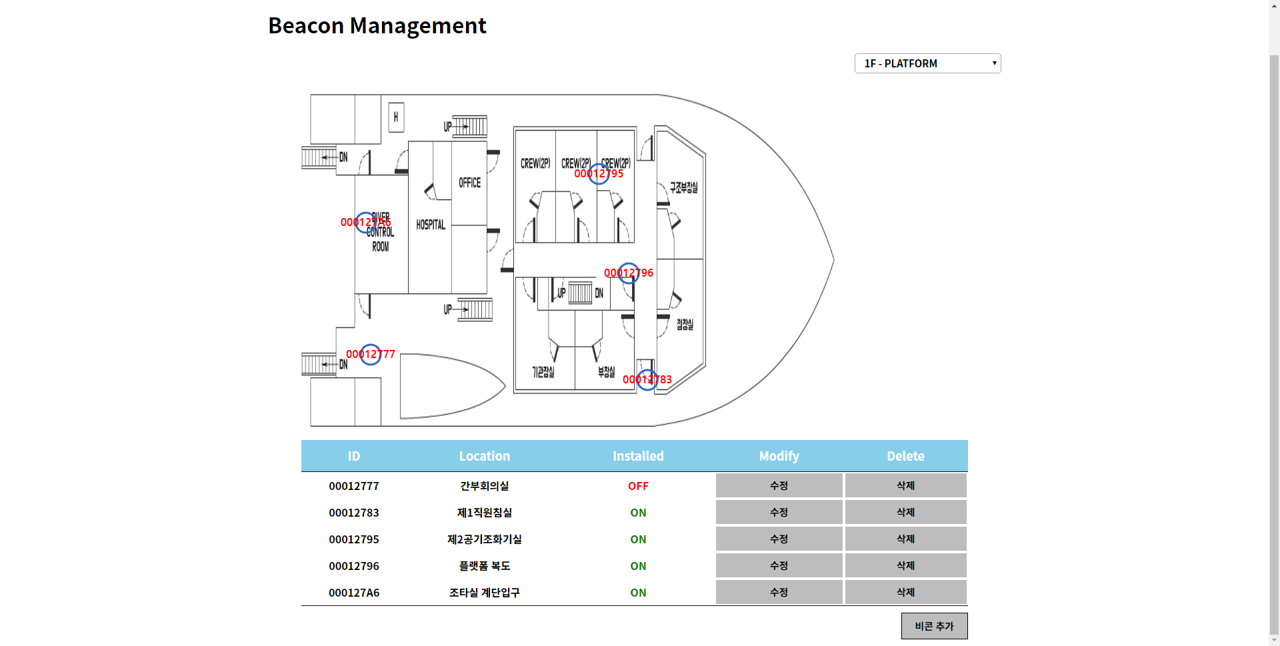 Beacon Management
1F - PLATFORM
H
UP
DN
CREW(2P)
CREW(2P)
CREW(2P)
00012795
OFFICE
구조부장실
000127A6
CONTROL
ROOM
HOSPITAL
00012796
UP
DN
UP
00012777
DN
점장실
기관장실
부장실
00012783
ID Location Installed Modify Delete
00012777 간부회의실 OFF 수정 삭제
00012783 제1직원침실 ON 수정 삭제
00012795 제2공기조화기실 ON 수정 삭제
00012796 플랫폼 복도 ON 수정 삭제
000127A6 조타실 계단입구 ON 수정 삭제
비콘 추가